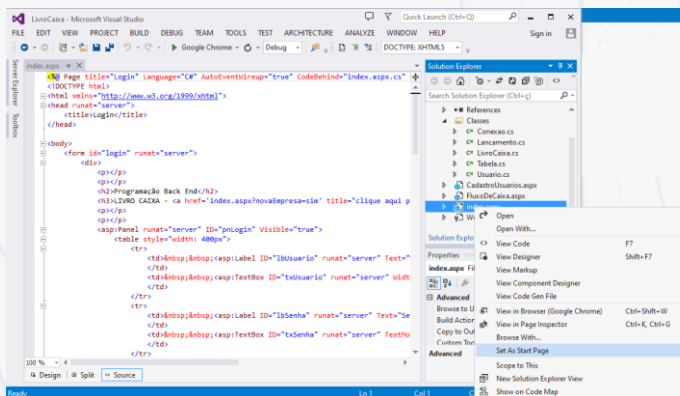 LivroCaixa - Microsoft Visual Studio
Quick Launch (Ctrl+Q)
FILE EDIT VIEW PROJECT BUILD DEBUG TEAM TOOLS TEST ARCHITECTURE ANALYZE WINDOW HELP Sign in
Google Chrome Debug DOCTYPE: XHTML5
Server Explorer
Toolbox
index.aspx
<%@ Page title="Login" Language="C#" AutoEventWireup="true" CodeBehind="index.aspx.cs"
<!DOCTYPE html>
<html xmlns="http://www.w3.org/1999/xhtml">
<head runat="server">
<title>Login</title>
</head>
<body>
<form id="login" runat="server">
<div>
<p></p>
<p></p>
<h2>Programação Back End</h2>
<h3>LIVRO CAIXA - <a href='index.aspx?novaEmpresa=sim' title="clique aqui p
<p></p>
<p></p>
<asp:Panel runat="server" ID="pnLogin" Visible="true">
<table style="width: 400px">
<tr>
<td>&nbsp;&nbsp;<asp:Label ID="lbUsuario" runat="server" Text="
</td>
<td>&nbsp;&nbsp;<asp:TextBox ID="txUsuario" runat="server" Widt
</td>
</tr>
<tr>
<td>&nbsp;&nbsp;<asp:Label ID="lbSenha" runat="server" Text="Se
</td>
<td>&nbsp;&nbsp;<asp:TextBox ID="txSenha" runat="server" TextMo
</td>
</tr>
100 %
Design Split Source
Ready Ln 1 Col 1
Solution Explorer
Search Solution Explorer (Ctrl+ç)
References
Classes
C# Conexao.cs
C# Lancamento.cs
C# LivroCaixa.cs
C# Tabela.cs
C# Usuario.cs
CadastroUsuarios.aspx
FluxoDeCaixa.aspx
index.aspx
Solution Explo
Properties
index.aspx Fil
Advanced
Browse to U
Build Action
Copy to Out
Custom Too
Advanced
Open
Open With...
View Code F7
View Designer Shift+F7
View Markup
View Component Designer
View Code Gen File
View in Browser (Google Chrome) Ctrl+Shift+W
View in Page Inspector Ctrl+K, Ctrl+G
Browse With...
Set As Start Page
Scope to This
New Solution Explorer View
Show on Code Map